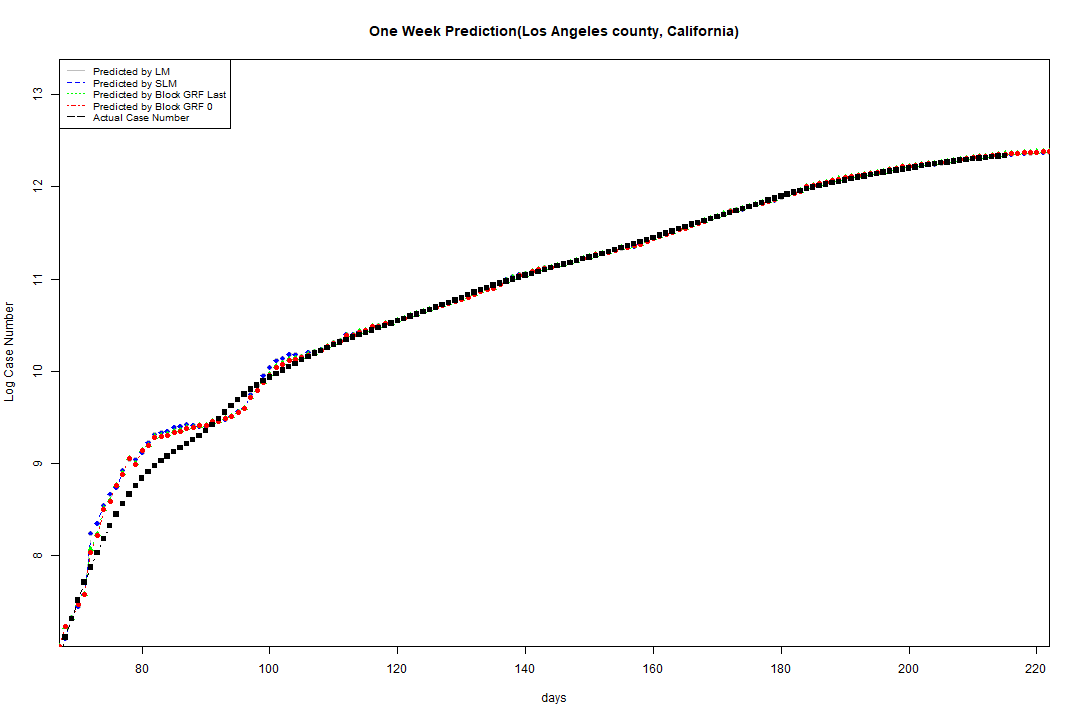 One Week Prediction(Los Angeles county, California)
Predicted by LM
Predicted by SLM
Predicted by Block GRF Last
Predicted by Block GRF 0
Actual Case Number
13
12
11
10
9
8
Log Case Number
80 100 120 140 160 180 200 220
days